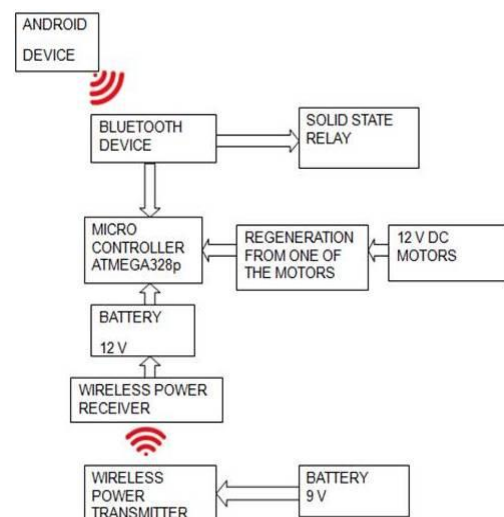 ANDROID
DEVICE
BLUETOOTH
DEVICE
SOLID STATE
RELAY
MICRO
CONTROLLER
ATMEGA328p
REGENERATION
FROM ONE OF
THE MOTORS
12 V DC
MOTORS
BATTERY
12 V
WIRELESS POWER
RECEIVER
WIRELESS
POWER
TRANSMITTER
BATTERY
9 V